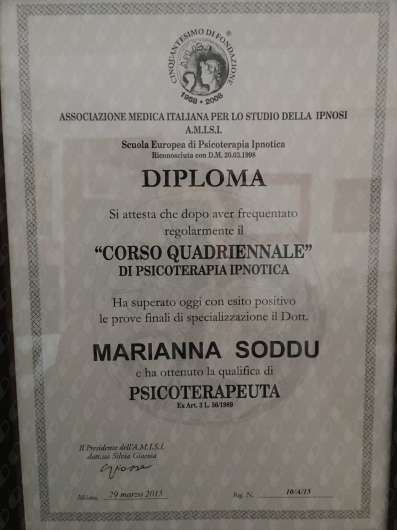 CINQUANTESIMO DI FONDAZIONE
A.M.I.S.I.
1958 - 2008
ASSOCIAZIONE MEDICA ITALIANA PER LO STUDIO DELLA IPNOSI
A.M.I.S.I.
Scuola Europea di Psicoterapia Ipnotica
Riconosciuta con D.M. 20.03.1998
DIPLOMA
Si attesta che dopo aver frequentato
regolarmente il
“CORSO QUADRIENNALE”
DI PSICOTERAPIA IPNOTICA
Ha superato oggi con esito positivo
le prove finali di specializzazione il Dott.
MARIANNA SODDU
e ha ottenuto la qualifica di
PSICOTERAPEUTA
Ex Art. 3 L. 56/1989
Il Presidente dell'A.M.I.S.I.
dott.ssa Silvia Giacosa
Milano, 29 marzo 2015
Rig. N. 10/A/15